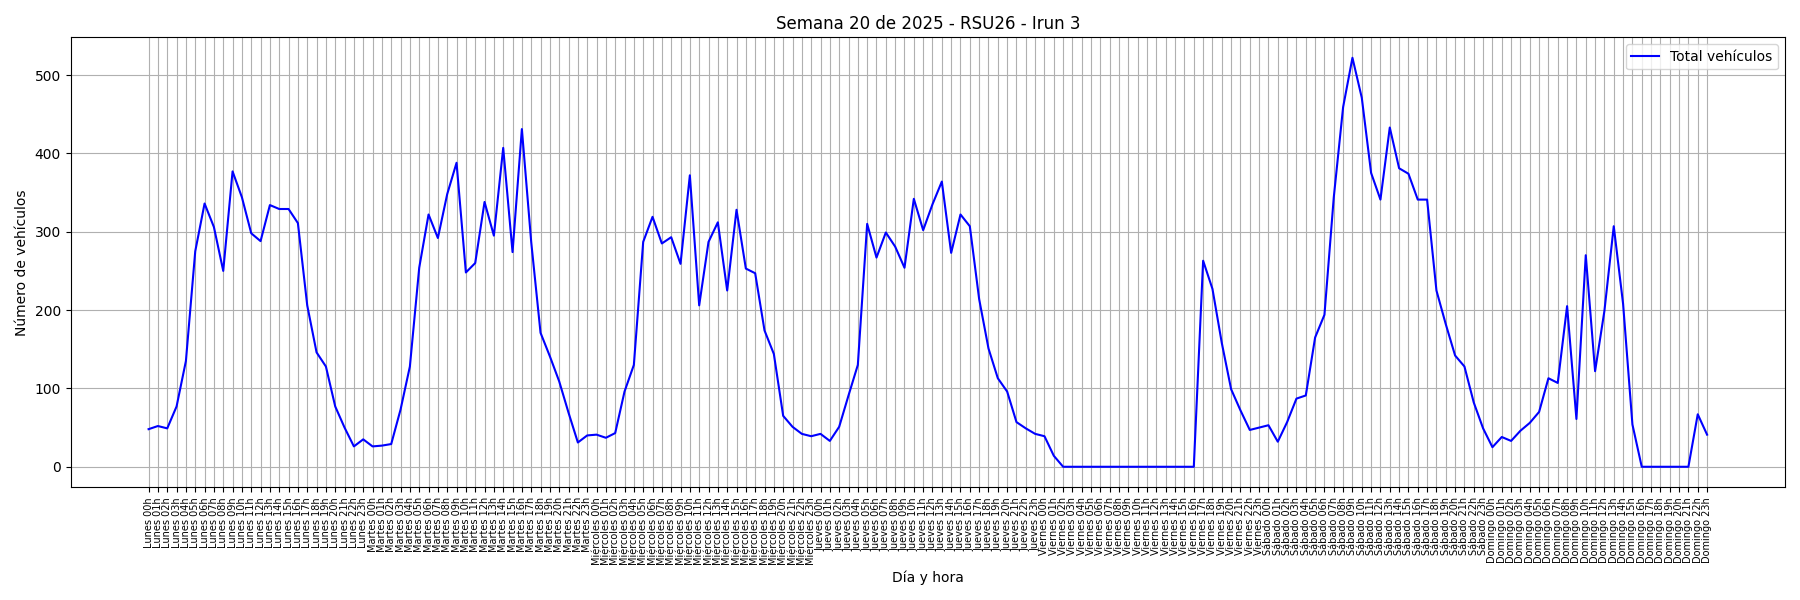 Semana 20 de 2025 - RSU26 - Irun 3
Total vehículos
Número de vehículos
500
400
300
200
100
0
Lunes 00h
Lunes 01h
Lunes 02h
Lunes 03h
Lunes 04h
Lunes 05h
Lunes 06h
Lunes 07h
Lunes 08h
Lunes 09h
Lunes 10h
Lunes 11h
Lunes 12h
Lunes 13h
Lunes 14h
Lunes 15h
Lunes 16h
Lunes 17h
Lunes 18h
Lunes 19h
Lunes 20h
Lunes 21h
Lunes 22h
Lunes 23h
Martes 00h
Martes 01h
Martes 02h
Martes 03h
Martes 04h
Martes 05h
Martes 06h
Martes 07h
Martes 08h
Martes 09h
Martes 10h
Martes 11h
Martes 12h
Martes 13h
Martes 14h
Martes 15h
Martes 16h
Martes 17h
Martes 18h
Martes 19h
Martes 20h
Martes 21h
Martes 22h
Martes 23h
Miércoles 00h
Miércoles 01h
Miércoles 02h
Miércoles 03h
Miércoles 04h
Miércoles 05h
Miércoles 06h
Miércoles 07h
Miércoles 08h
Miércoles 09h
Miércoles 10h
Miércoles 11h
Miércoles 12h
Miércoles 13h
Miércoles 14h
Miércoles 15h
Miércoles 16h
Miércoles 17h
Miércoles 18h
Miércoles 19h
Miércoles 20h
Miércoles 21h
Miércoles 22h
Miércoles 23h
Jueves 00h
Jueves 01h
Jueves 02h
Jueves 03h
Jueves 04h
Jueves 05h
Jueves 06h
Jueves 07h
Jueves 08h
Jueves 09h
Jueves 10h
Jueves 11h
Jueves 12h
Jueves 13h
Jueves 14h
Jueves 15h
Jueves 16h
Jueves 17h
Jueves 18h
Jueves 19h
Jueves 20h
Jueves 21h
Jueves 22h
Jueves 23h
Viernes 00h
Viernes 01h
Viernes 02h
Viernes 03h
Viernes 04h
Viernes 05h
Viernes 06h
Viernes 07h
Viernes 08h
Viernes 09h
Viernes 10h
Viernes 11h
Viernes 12h
Viernes 13h
Viernes 14h
Viernes 15h
Viernes 16h
Viernes 17h
Viernes 18h
Viernes 19h
Viernes 20h
Viernes 21h
Viernes 22h
Viernes 23h
Sábado 00h
Sábado 01h
Sábado 02h
Sábado 03h
Sábado 04h
Sábado 05h
Sábado 06h
Sábado 07h
Sábado 08h
Sábado 09h
Sábado 10h
Sábado 11h
Sábado 12h
Sábado 13h
Sábado 14h
Sábado 15h
Sábado 16h
Sábado 17h
Sábado 18h
Sábado 19h
Sábado 20h
Sábado 21h
Sábado 22h
Sábado 23h
Domingo 00h
Domingo 01h
Domingo 02h
Domingo 03h
Domingo 04h
Domingo 05h
Domingo 06h
Domingo 07h
Domingo 08h
Domingo 09h
Domingo 10h
Domingo 11h
Domingo 12h
Domingo 13h
Domingo 14h
Domingo 15h
Domingo 16h
Domingo 17h
Domingo 18h
Domingo 19h
Domingo 20h
Domingo 21h
Domingo 22h
Domingo 23h
Día y hora